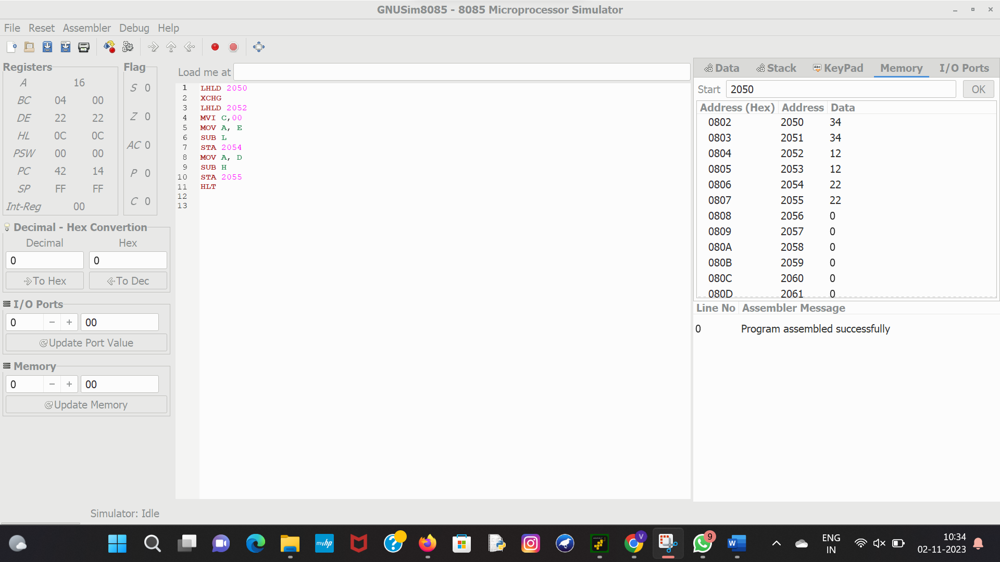 GNUSim8085 - 8085 Microprocessor Simulator
File Reset Assembler Debug Help
Registers
A 16
BC 04 00
DE 22 22
HL 0C 0C
PSW 00 00
PC 42 14
SP FF FF
Int-Reg 00
Flag
S 0
Z 0
AC 0
P 0
C 0
Decimal - Hex Convertion
Decimal Hex
0 0
To Hex To Dec
I/O Ports
0 − + 00
Update Port Value
Memory
0 − + 00
Update Memory
Simulator: Idle
Load me at
1 LHLD 2050
2 XCHG
3 LHLD 2052
4 MVI C,00
5 MOV A, E
6 SUB L
7 STA 2054
8 MOV A, D
9 SUB H
10 STA 2055
11 HLT
12
13
Data Stack Abc KeyPad Memory I/O Ports
Start 2050 OK
Address (Hex) Address Data
0802 2050 34
0803 2051 34
0804 2052 12
0805 2053 12
0806 2054 22
0807 2055 22
0808 2056 0
0809 2057 0
080A 2058 0
080B 2059 0
080C 2060 0
080D 2061 0
Line No Assembler Message
0 Program assembled successfully
myhp ? V 9 W
ENG
IN
10:34
02-11-2023